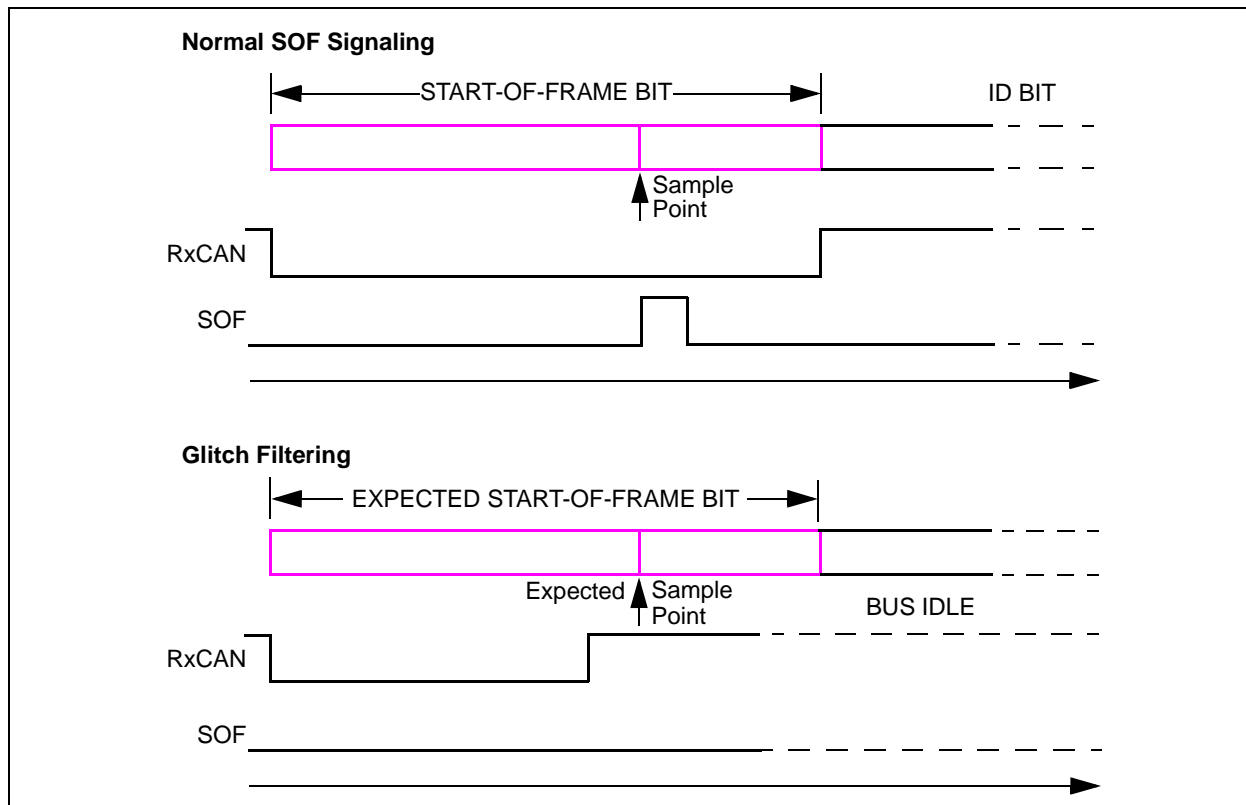 Normal SOF Signaling
START-OF-FRAME BIT
ID BIT
Sample
Point
RxCAN
SOF
Glitch Filtering
EXPECTED START-OF-FRAME BIT
Expected Sample
Point
BUS IDLE
RxCAN
SOF